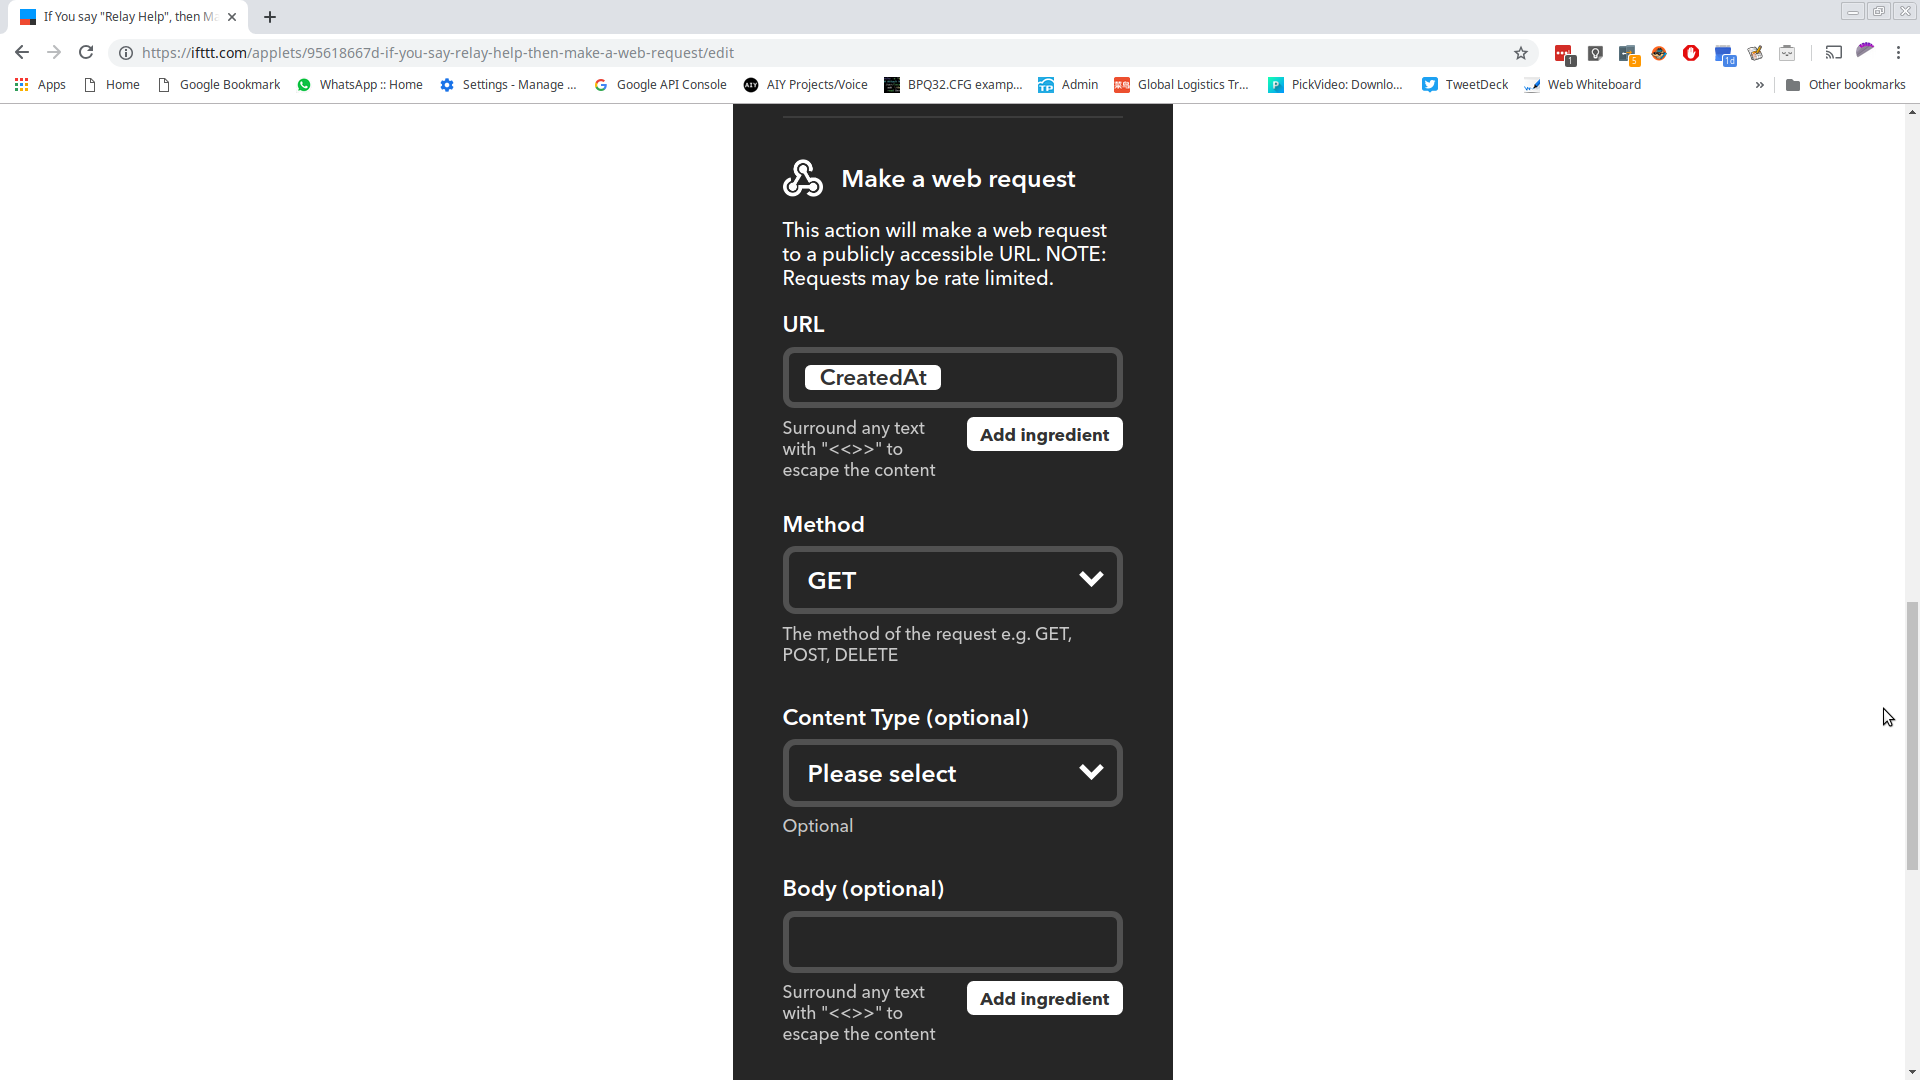 If You say "Relay Help", then Ma
https://ifttt.com/applets/95618667d-if-you-say-relay-help-then-make-a-web-request/edit
1
5
1d
Apps
Home
Google Bookmark
WhatsApp :: Home
Settings - Manage ...
Google API Console
AIY Projects/Voice
BPQ32.CFG examp...
Admin
Global Logistics Tr...
PickVideo: Downlo...
TweetDeck
Web Whiteboard
»
Other bookmarks
Make a web request
This action will make a web request
to a publicly accessible URL. NOTE:
Requests may be rate limited.
URL
CreatedAt
Surround any text
with "<<>>" to
escape the content
Add ingredient
Method
GET
The method of the request e.g. GET,
POST, DELETE
Content Type (optional)
Please select
Optional
Body (optional)
Surround any text
with "<<>>" to
escape the content
Add ingredient